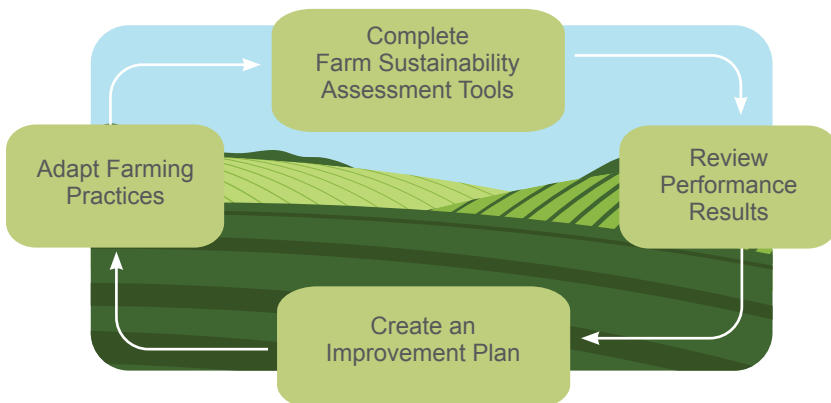 Complete
Farm Sustainability
Assessment Tools
Adapt Farming
Practices
Review
Performance
Results
Create an
Improvement Plan